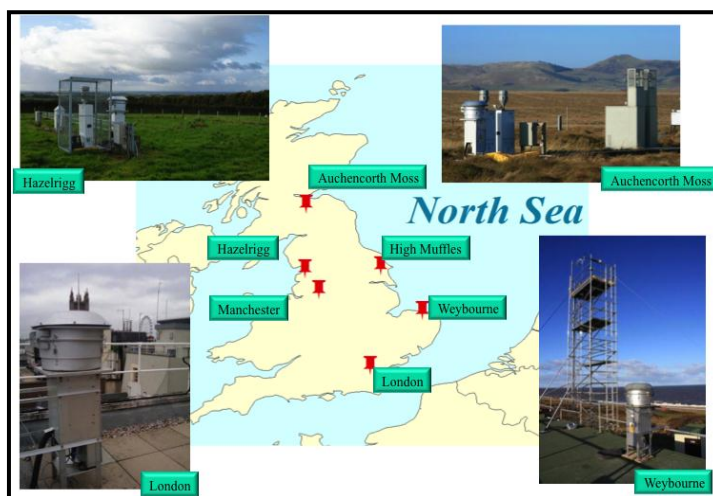 Hazelrigg
Auchencorth Moss
Auchencorth Moss
North Sea
Hazelrigg
High Muffles
Manchester
Weybourne
London
London
Weybourne